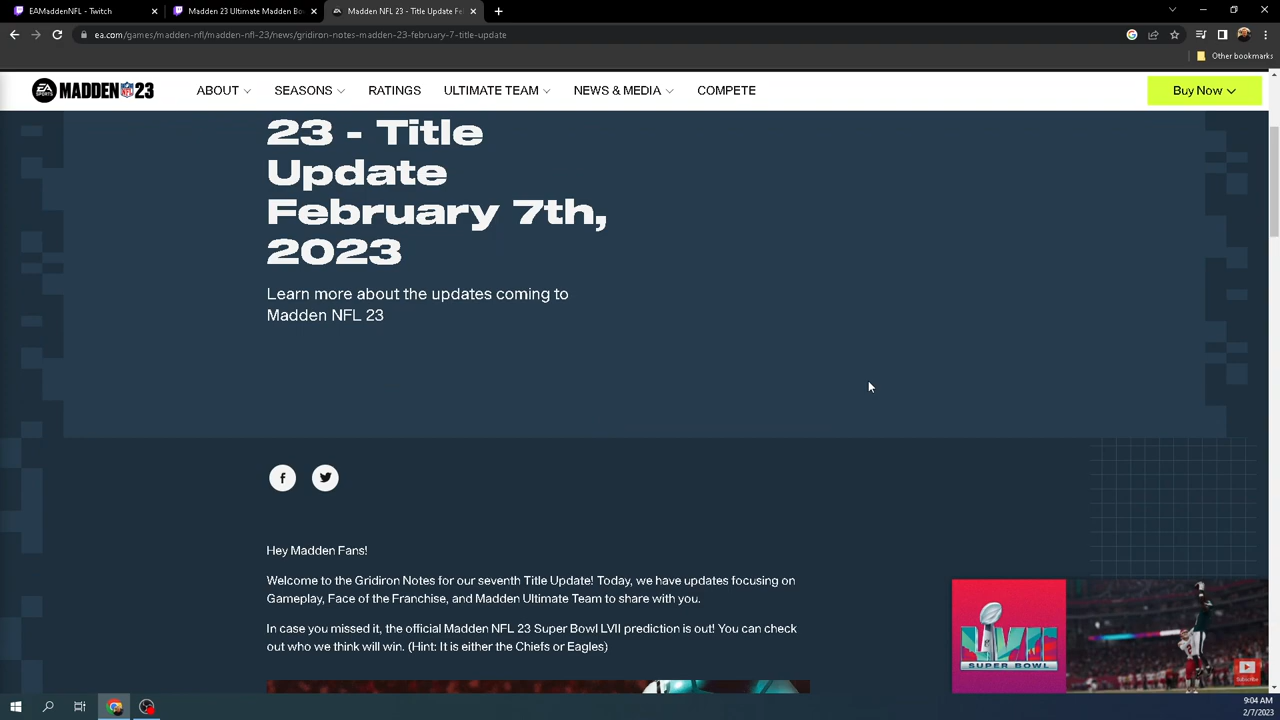 EAMaddenNFL - Twitch
Madden 23 Ultimate Madden Bo
Madden NFL 23 - Title Update Fe
ea.com/games/madden-nfl/madden-nfl-23/news/gridiron-notes-madden-23-february-7-title-update
Other bookmarks
EA SPORTS MADDEN NFL 23
ABOUT
SEASONS
RATINGS
ULTIMATE TEAM
NEWS & MEDIA
COMPETE
Buy Now
23 - Title
Update
February 7th,
2023
Learn more about the updates coming to
Madden NFL 23
Hey Madden Fans!
Welcome to the Gridiron Notes for our seventh Title Update! Today, we have updates focusing on
Gameplay, Face of the Franchise, and Madden Ultimate Team to share with you.
In case you missed it, the official Madden NFL 23 Super Bowl LVII prediction is out! You can check
out who we think will win. (Hint: It is either the Chiefs or Eagles)
LVII
SUPER BOWL
Subscribe
9:04 AM
2/7/2023